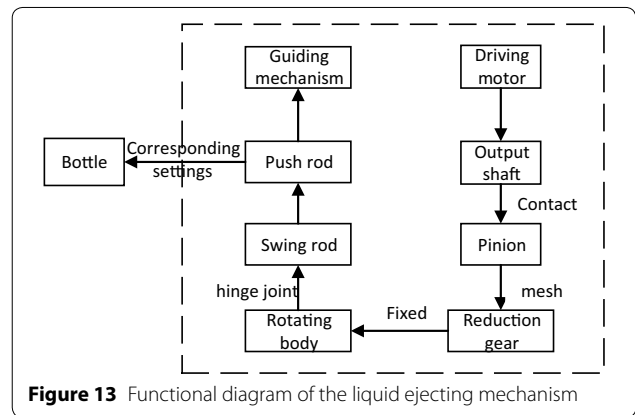 Guiding
mechanism
Driving
motor
Corresponding
settings
Bottle
Push rod
Output
shaft
Contact
Swing rod
Pinion
hinge joint
mesh
Rotating
body
Fixed
Reduction
gear
Figure 13 Functional diagram of the liquid ejecting mechanism